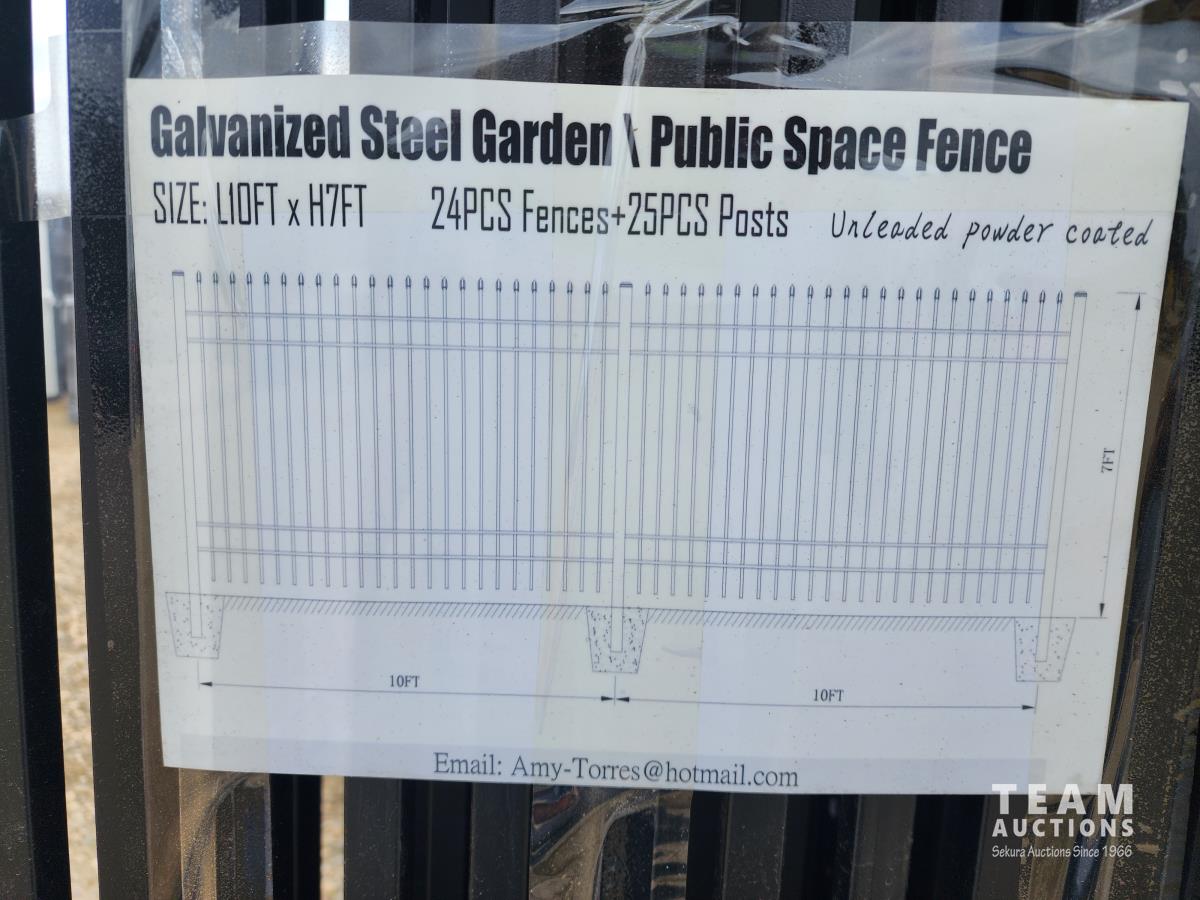 Galvanized Steel Garden \ Public Space Fence
SIZE: L10FT x H7FT 24PCS Fences+25PCS Posts Unleaded powder coated
7FT
10FT 10FT
Email: Amy-Torres@hotmail.com
TEAM
AUCTIONS
Sekura Auctions Since 1966